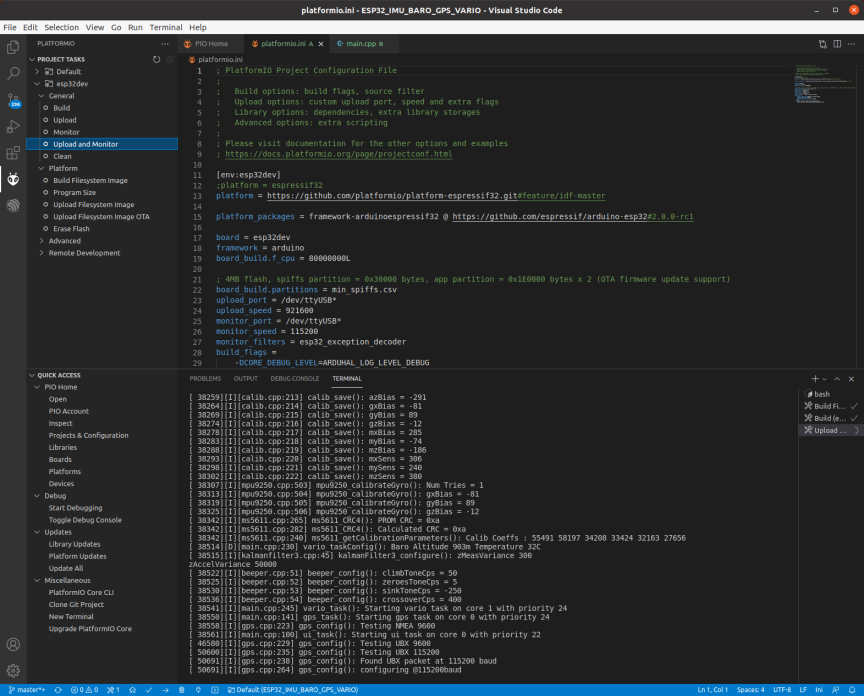 platformio.ini - ESP32_IMU_BARO_GPS_VARIO - Visual Studio Code
File Edit Selection View Go Run Terminal Help
PLATFORMIO
PROJECT TASKS
Default
esp32dev
General
Build
Upload
Monitor
Upload and Monitor
Clean
Platform
Build Filesystem Image
Program Size
Upload Filesystem Image
Upload Filesystem Image OTA
Erase Flash
Advanced
Remote Development
QUICK ACCESS
PIO Home
Open
PIO Account
Inspect
Projects & Configuration
Libraries
Boards
Platforms
Devices
Debug
Start Debugging
Toggle Debug Console
Updates
Library Updates
Platform Updates
Update All
Miscellaneous
PlatformIO Core CLI
Clone Git Project
New Terminal
Upgrade PlatformIO Core
PIO Home platformio.ini A main.cpp
platformio.ini
1 ; PlatformIO Project Configuration File
2 ;
3 ; Build options: build flags, source filter
4 ; Upload options: custom upload port, speed and extra flags
5 ; Library options: dependencies, extra library storages
6 ; Advanced options: extra scripting
7 ;
8 ; Please visit documentation for the other options and examples
9 ; https://docs.platformio.org/page/projectconf.html
10
11 [env:esp32dev]
12 ;platform = espressif32
13 platform = https://github.com/platformio/platform-espressif32.git#feature/idf-master
14
15 platform_packages = framework-arduinoespressif32 @ https://github.com/espressif/arduino-esp32#2.0.0-rc1
16
17 board = esp32dev
18 framework = arduino
19 board_build.f_cpu = 80000000L
20
21 ; 4MB flash, spiffs partition = 0x30000 bytes, app partition = 0x1E0000 bytes x 2 (OTA firmware update support)
22 board_build.partitions = min_spiffs.csv
23 upload_port = /dev/ttyUSB*
24 upload_speed = 921600
25 monitor_port = /dev/ttyUSB*
26 monitor_speed = 115200
27 monitor_filters = esp32_exception_decoder
28 build_flags =
29 -DCORE_DEBUG_LEVEL=ARDUHAL_LOG_LEVEL_DEBUG
PROBLEMS OUTPUT DEBUG CONSOLE TERMINAL
[ 38259][I][calib.cpp:213] calib_save(): azBias = -291
[ 38264][I][calib.cpp:214] calib_save(): gxBias = -81
[ 38269][I][calib.cpp:215] calib_save(): gyBias = 89
[ 38274][I][calib.cpp:216] calib_save(): gzBias = -12
[ 38278][I][calib.cpp:217] calib_save(): mxBias = 285
[ 38283][I][calib.cpp:218] calib_save(): myBias = -74
[ 38288][I][calib.cpp:219] calib_save(): mzBias = -186
[ 38293][I][calib.cpp:220] calib_save(): mxSens = 306
[ 38298][I][calib.cpp:221] calib_save(): mySens = 240
[ 38302][I][calib.cpp:222] calib_save(): mzSens = 380
[ 38307][I][mpu9250.cpp:503] mpu9250_calibrateGyro(): Num Tries = 1
[ 38313][I][mpu9250.cpp:504] mpu9250_calibrateGyro(): gxBias = -81
[ 38319][I][mpu9250.cpp:505] mpu9250_calibrateGyro(): gyBias = 89
[ 38325][I][mpu9250.cpp:506] mpu9250_calibrateGyro(): gzBias = -12
[ 38342][I][ms5611.cpp:265] ms5611_CRC4(): PROM CRC = 0xa
[ 38342][I][ms5611.cpp:282] ms5611_CRC4(): Calculated CRC = 0xa
[ 38342][I][ms5611.cpp:240] ms5611_getCalibrationParameters(): Calib Coeffs : 55491 58197 34208 33424 32163 27656
[ 38514][D][main.cpp:230] vario_taskConfig(): Baro Altitude 903m Temperature 32C
[ 38515][I][kalmanfilter3.cpp:45] kalmanFilter3_configure(): zMeasVariance 300
zAccelVariance 50000
[ 38522][I][beeper.cpp:51] beeper_config(): climbToneCps = 50
[ 38525][I][beeper.cpp:52] beeper_config(): zeroesToneCps = 5
[ 38530][I][beeper.cpp:53] beeper_config(): sinkToneCps = -250
[ 38536][I][beeper.cpp:54] beeper_config(): crossoverCps = 400
[ 38541][I][main.cpp:245] vario_task(): Starting vario task on core 1 with priority 24
[ 38550][I][main.cpp:141] gps_task(): Starting gps task on core 0 with priority 24
[ 38558][I][gps.cpp:223] gps_config(): Testing NMEA 9600
[ 38561][I][main.cpp:100] ui_task(): Starting ui task on core 0 with priority 22
[ 46580][I][gps.cpp:229] gps_config(): Testing UBX 9600
[ 50600][I][gps.cpp:235] gps_config(): Testing UBX 115200
[ 50691][I][gps.cpp:238] gps_config(): Found UBX packet at 115200 baud
[ 50691][I][gps.cpp:264] gps_config(): configuring @115200baud
bash
Build Fi...
Build (e...
Upload ...
master*+ 0 0 1 Default (ESP32_IMU_BARO_GPS_VARIO) Ln 1, Col 1 Spaces: 4 UTF-8 LF Ini